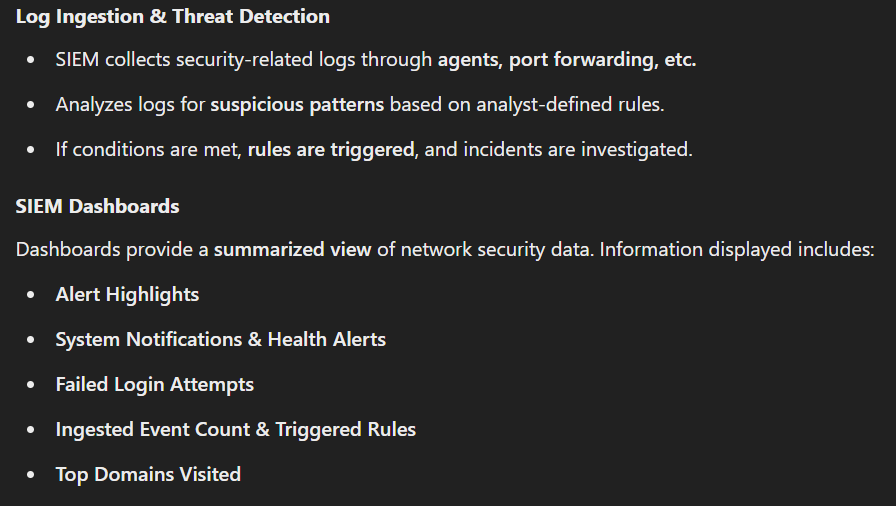 Log Ingestion & Threat Detection
• SIEM collects security-related logs through agents, port forwarding, etc.
• Analyzes logs for suspicious patterns based on analyst-defined rules.
• If conditions are met, rules are triggered, and incidents are investigated.
SIEM Dashboards
Dashboards provide a summarized view of network security data. Information displayed includes:
• Alert Highlights
• System Notifications & Health Alerts
• Failed Login Attempts
• Ingested Event Count & Triggered Rules
• Top Domains Visited